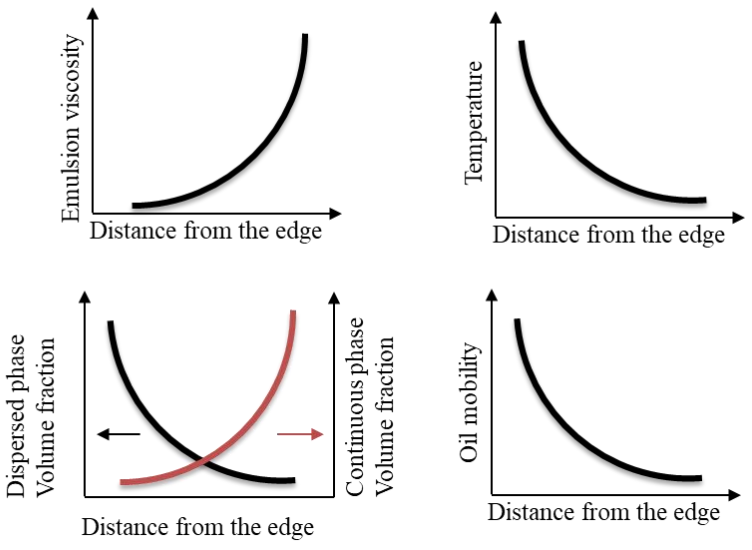 Emulsion viscosity
Distance from the edge
Temperature
Distance from the edge
Dispersed phase
Volume fraction
Continuous phase
Volume fraction
Distance from the edge
Oil mobility
Distance from the edge